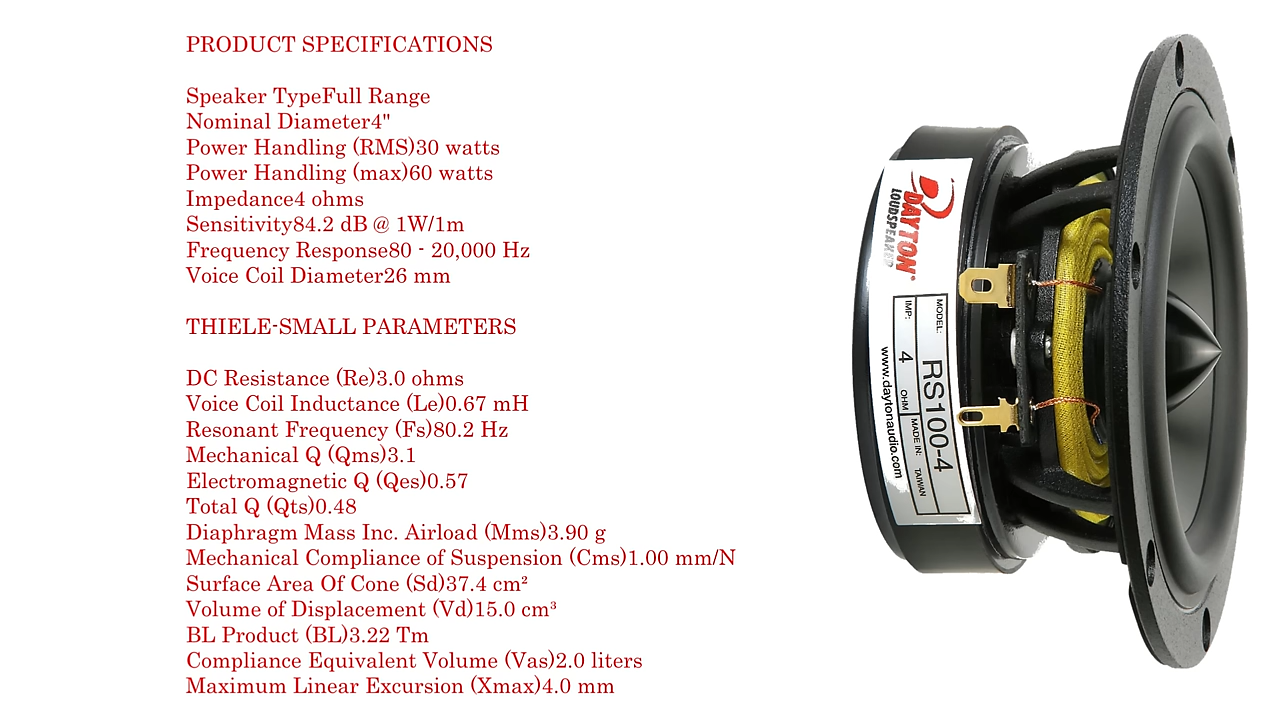 PRODUCT SPECIFICATIONS
Speaker TypeFull Range
Nominal Diameter4"
Power Handling (RMS)30 watts
Power Handling (max)60 watts
Impedance4 ohms
Sensitivity84.2 dB @ 1W/1m
Frequency Response80 - 20,000 Hz
Voice Coil Diameter26 mm
THIELE-SMALL PARAMETERS
DC Resistance (Re)3.0 ohms
Voice Coil Inductance (Le)0.67 mH
Resonant Frequency (Fs)80.2 Hz
Mechanical Q (Qms)3.1
Electromagnetic Q (Qes)0.57
Total Q (Qts)0.48
Diaphragm Mass Inc. Airload (Mms)3.90 g
Mechanical Compliance of Suspension (Cms)1.00 mm/N
Surface Area Of Cone (Sd)37.4 cm²
Volume of Displacement (Vd)15.0 cm³
BL Product (BL)3.22 Tm
Compliance Equivalent Volume (Vas)2.0 liters
Maximum Linear Excursion (Xmax)4.0 mm
DAYTON
LOUDSPEAKER
MODEL: RS100-4
IMP: 4 OHM MADE IN: TAIWAN
www.daytonaudio.com